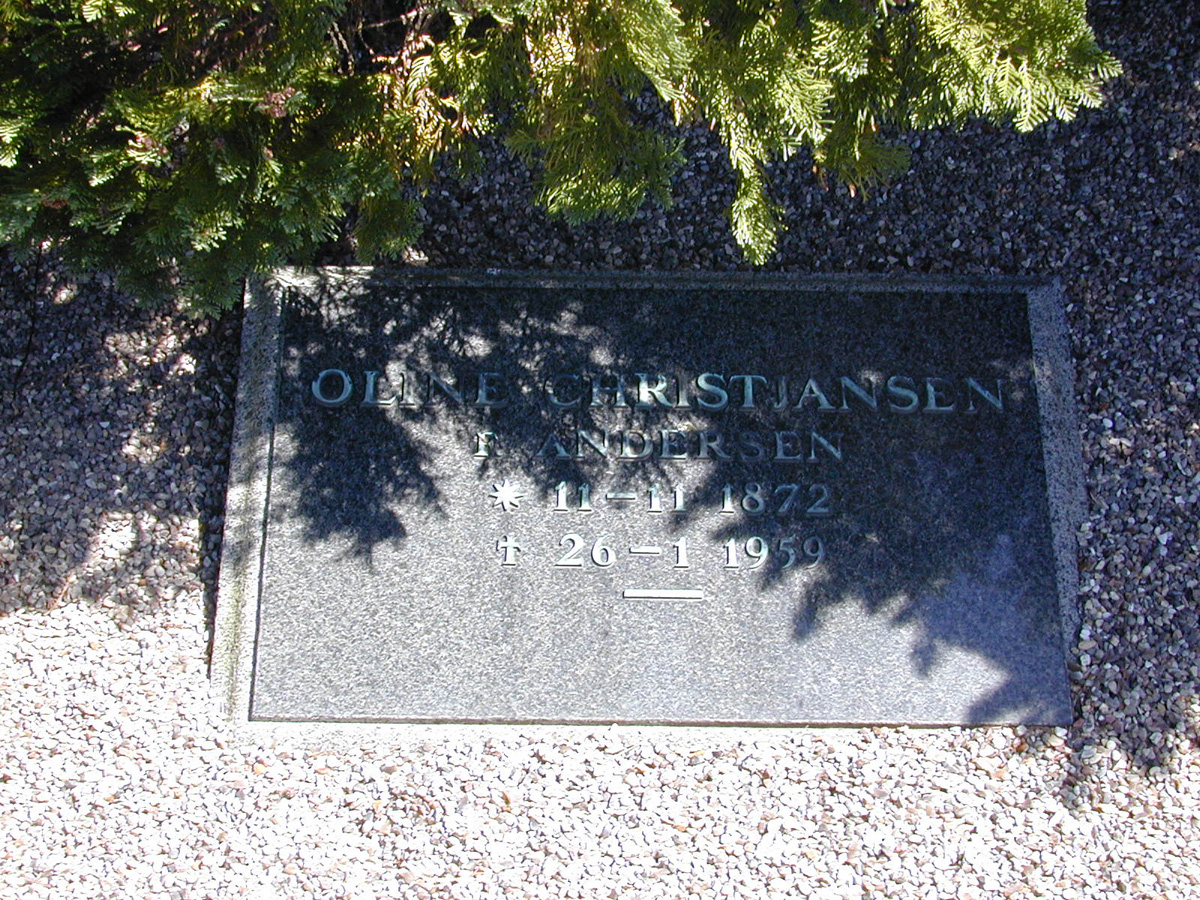 OLINE CHRISTJANSEN
F. ANDERSEN
* 11-11 1872
† 26-1 1959